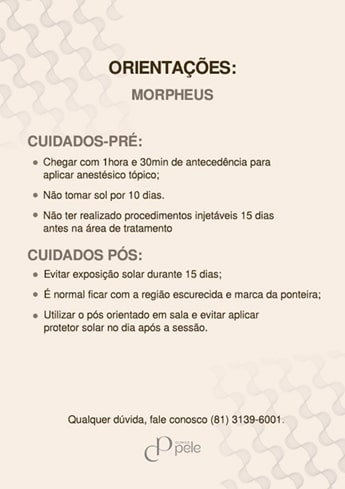 ORIENTAÇÕES:
MORPHEUS
CUIDADOS-PRÉ:
Chegar com 1hora e 30min de antecedência para
aplicar anestésico tópico;
Não tomar sol por 10 dias.
Não ter realizado procedimentos injetáveis 15 dias
antes na área de tratamento
CUIDADOS PÓS:
Evitar exposição solar durante 15 dias;
É normal ficar com a região escurecida e marca da ponteira;
Utilizar o pós orientado em sala e evitar aplicar
protetor solar no dia após a sessão.
Qualquer dúvida, fale conosco (81) 3139-6001.
pele